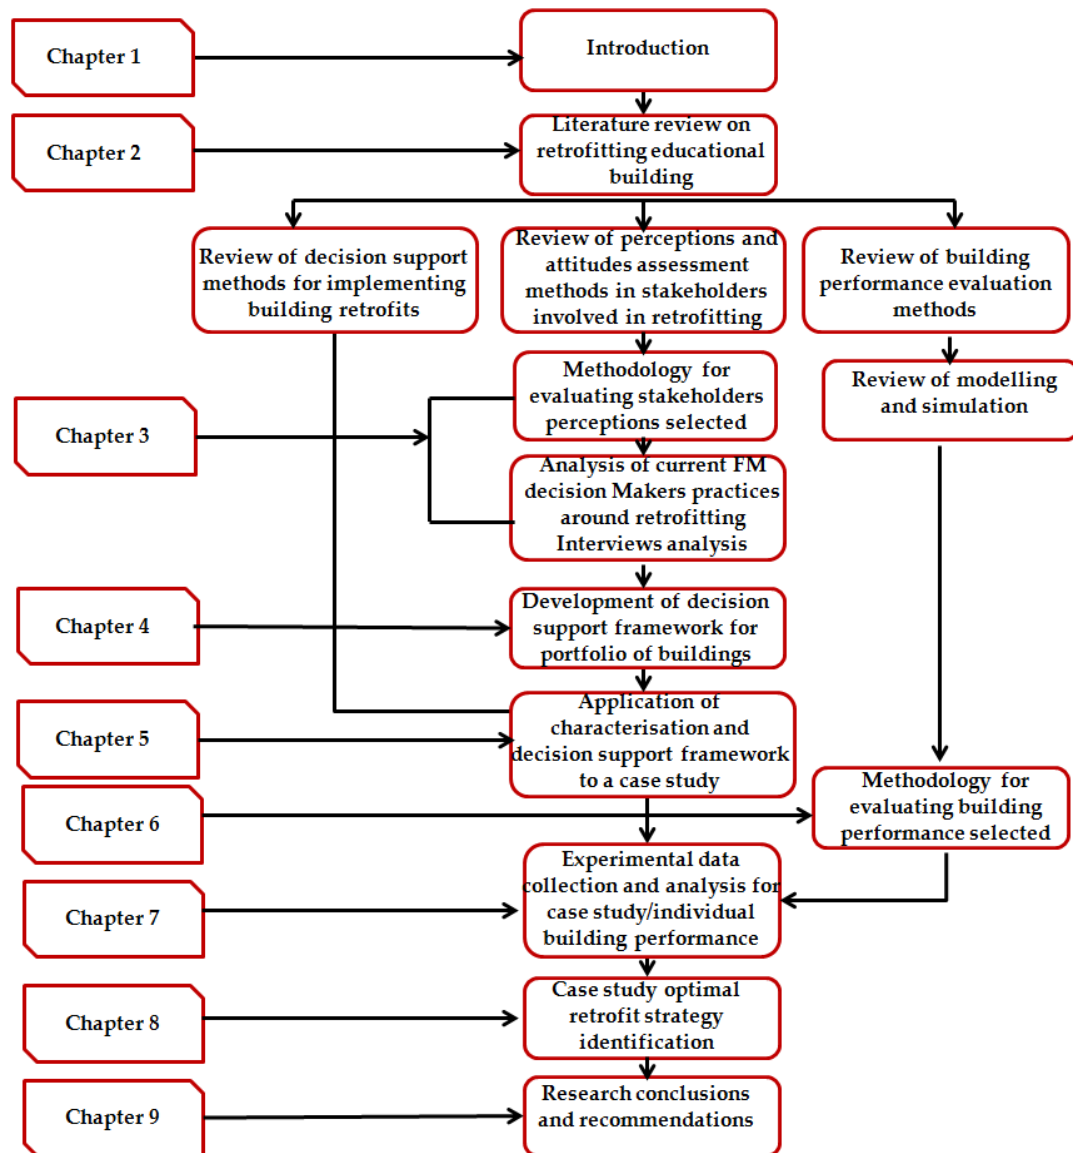 Chapter 1
Introduction
Chapter 2
Literature review on
retrofitting educational
building
Review of decision support
methods for implementing
building retrofits
Review of perceptions and
attitudes assessment
methods in stakeholders
involved in retrofitting
Review of building
performance evaluation
methods
Methodology for
evaluating stakeholders
perceptions selected
Review of modelling
and simulation
Chapter 3
Analysis of current FM
decision Makers practices
around retrofitting
Interviews analysis
Chapter 4
Development of decision
support framework for
portfolio of buildings
Chapter 5
Application of
characterisation and
decision support framework
to a case study
Chapter 6
Methodology for
evaluating building
performance selected
Chapter 7
Experimental data
collection and analysis for
case study/individual
building performance
Chapter 8
Case study optimal
retrofit strategy
identification
Chapter 9
Research conclusions
and recommendations